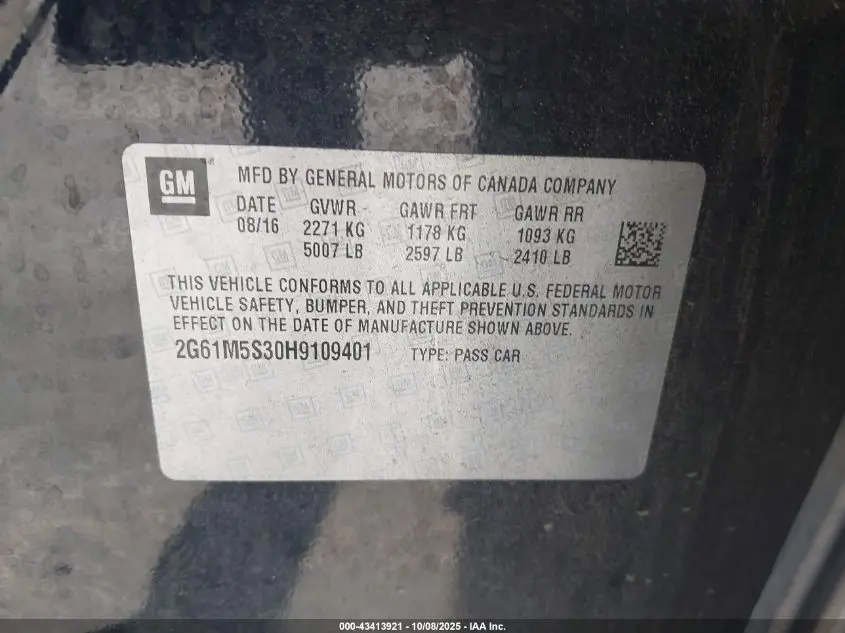 GM
MFD BY GENERAL MOTORS OF CANADA COMPANY
DATE GVWR GAWR FRT GAWR RR
08/16 2271 KG 1178 KG 1093 KG
5007 LB 2597 LB 2410 LB
THIS VEHICLE CONFORMS TO ALL APPLICABLE U.S. FEDERAL MOTOR
VEHICLE SAFETY, BUMPER, AND THEFT PREVENTION STANDARDS IN
EFFECT ON THE DATE OF MANUFACTURE SHOWN ABOVE.
2G61M5S30H9109401 TYPE: PASS CAR
000-43413921 | 10/08/2025 - IAA Inc.